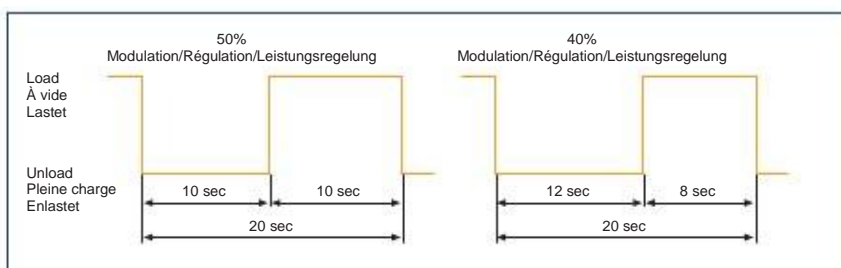 50%
Modulation/Régulation/Leistungsregelung
40%
Modulation/Régulation/Leistungsregelung
Load
À vide
Lastet
Unload
Pleine charge
Enlastet
10 sec
10 sec
20 sec
12 sec
8 sec
20 sec